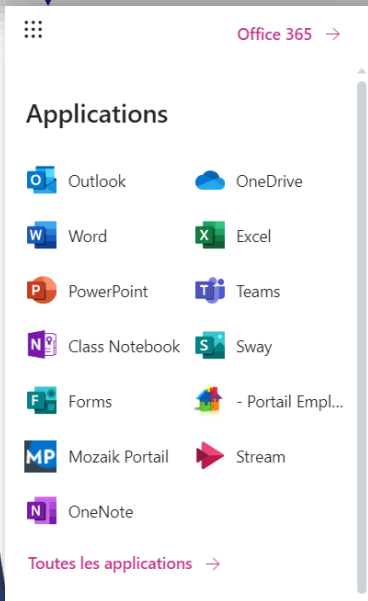 Office 365 →
Applications
Outlook
OneDrive
Word
Excel
PowerPoint
Teams
Class Notebook
Sway
Forms
- Portail Empl...
MP Mozaik Portail
Stream
OneNote
Toutes les applications →